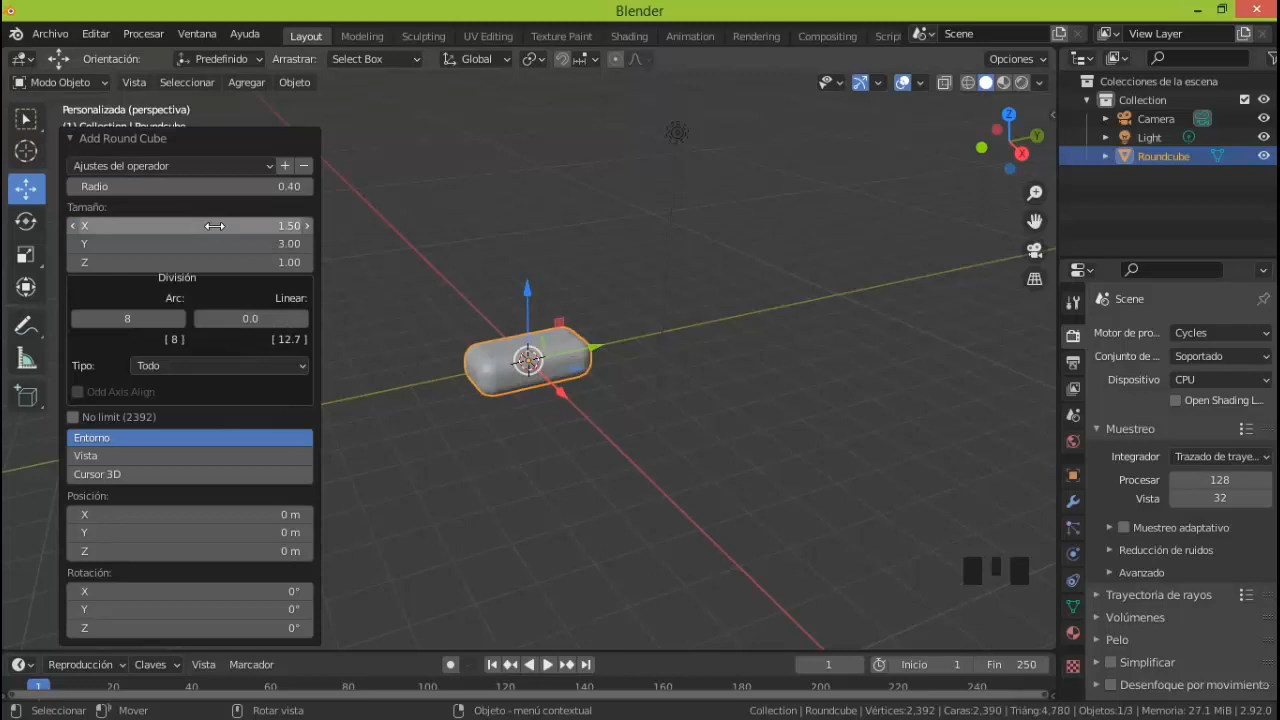 Blender
Archivo Editar Procesar Ventana Ayuda Layout Modeling Sculpting UV Editing Texture Paint Shading Animation Rendering Compositing Script Scene View Layer
Orientación: Predefinido Arrastrar: Select Box Global Opciones
Modo Objeto Vista Seleccionar Agregar Objeto
Personalizada (perspectiva)
(1) Collection | Roundcube
Add Round Cube
Ajustes del operador + −
Radio 0.40
Tamaño:
X 1.50
Y 3.00
Z 1.00
División
Arc: Linear:
8 0.0
[ 8 ] [ 12.7 ]
Tipo: Todo
Odd Axis Align
No limit (2392)
Entorno
Vista
Cursor 3D
Posición:
X 0 m
Y 0 m
Z 0 m
Rotación:
X 0°
Y 0°
Z 0°
Z
Y
X
Colecciones de la escena
Collection
Camera
Light
Roundcube
Scene
Motor de pro... Cycles
Conjunto de ... Soportado
Dispositivo CPU
Open Shading L...
Muestreo
Integrador Trazado de traye...
Procesar 128
Vista 32
Muestreo adaptativo
Reducción de ruidos
Avanzado
Trayectoria de rayos
Volúmenes
Pelo
Simplificar
Desenfoque por movimiento
Reproducción Claves Vista Marcador 1 Inicio 1 Fin 250
1 20 40 60 80 100 120 140 160 180 200 220 240
Seleccionar Mover Rotar vista Objeto - menú contextual Collection | Roundcube | Vértices:2,392 | Caras:2,390 | Triáng:4,780 | Objetos:1/3 | Memoria: 27.1 MiB | 2.92.0